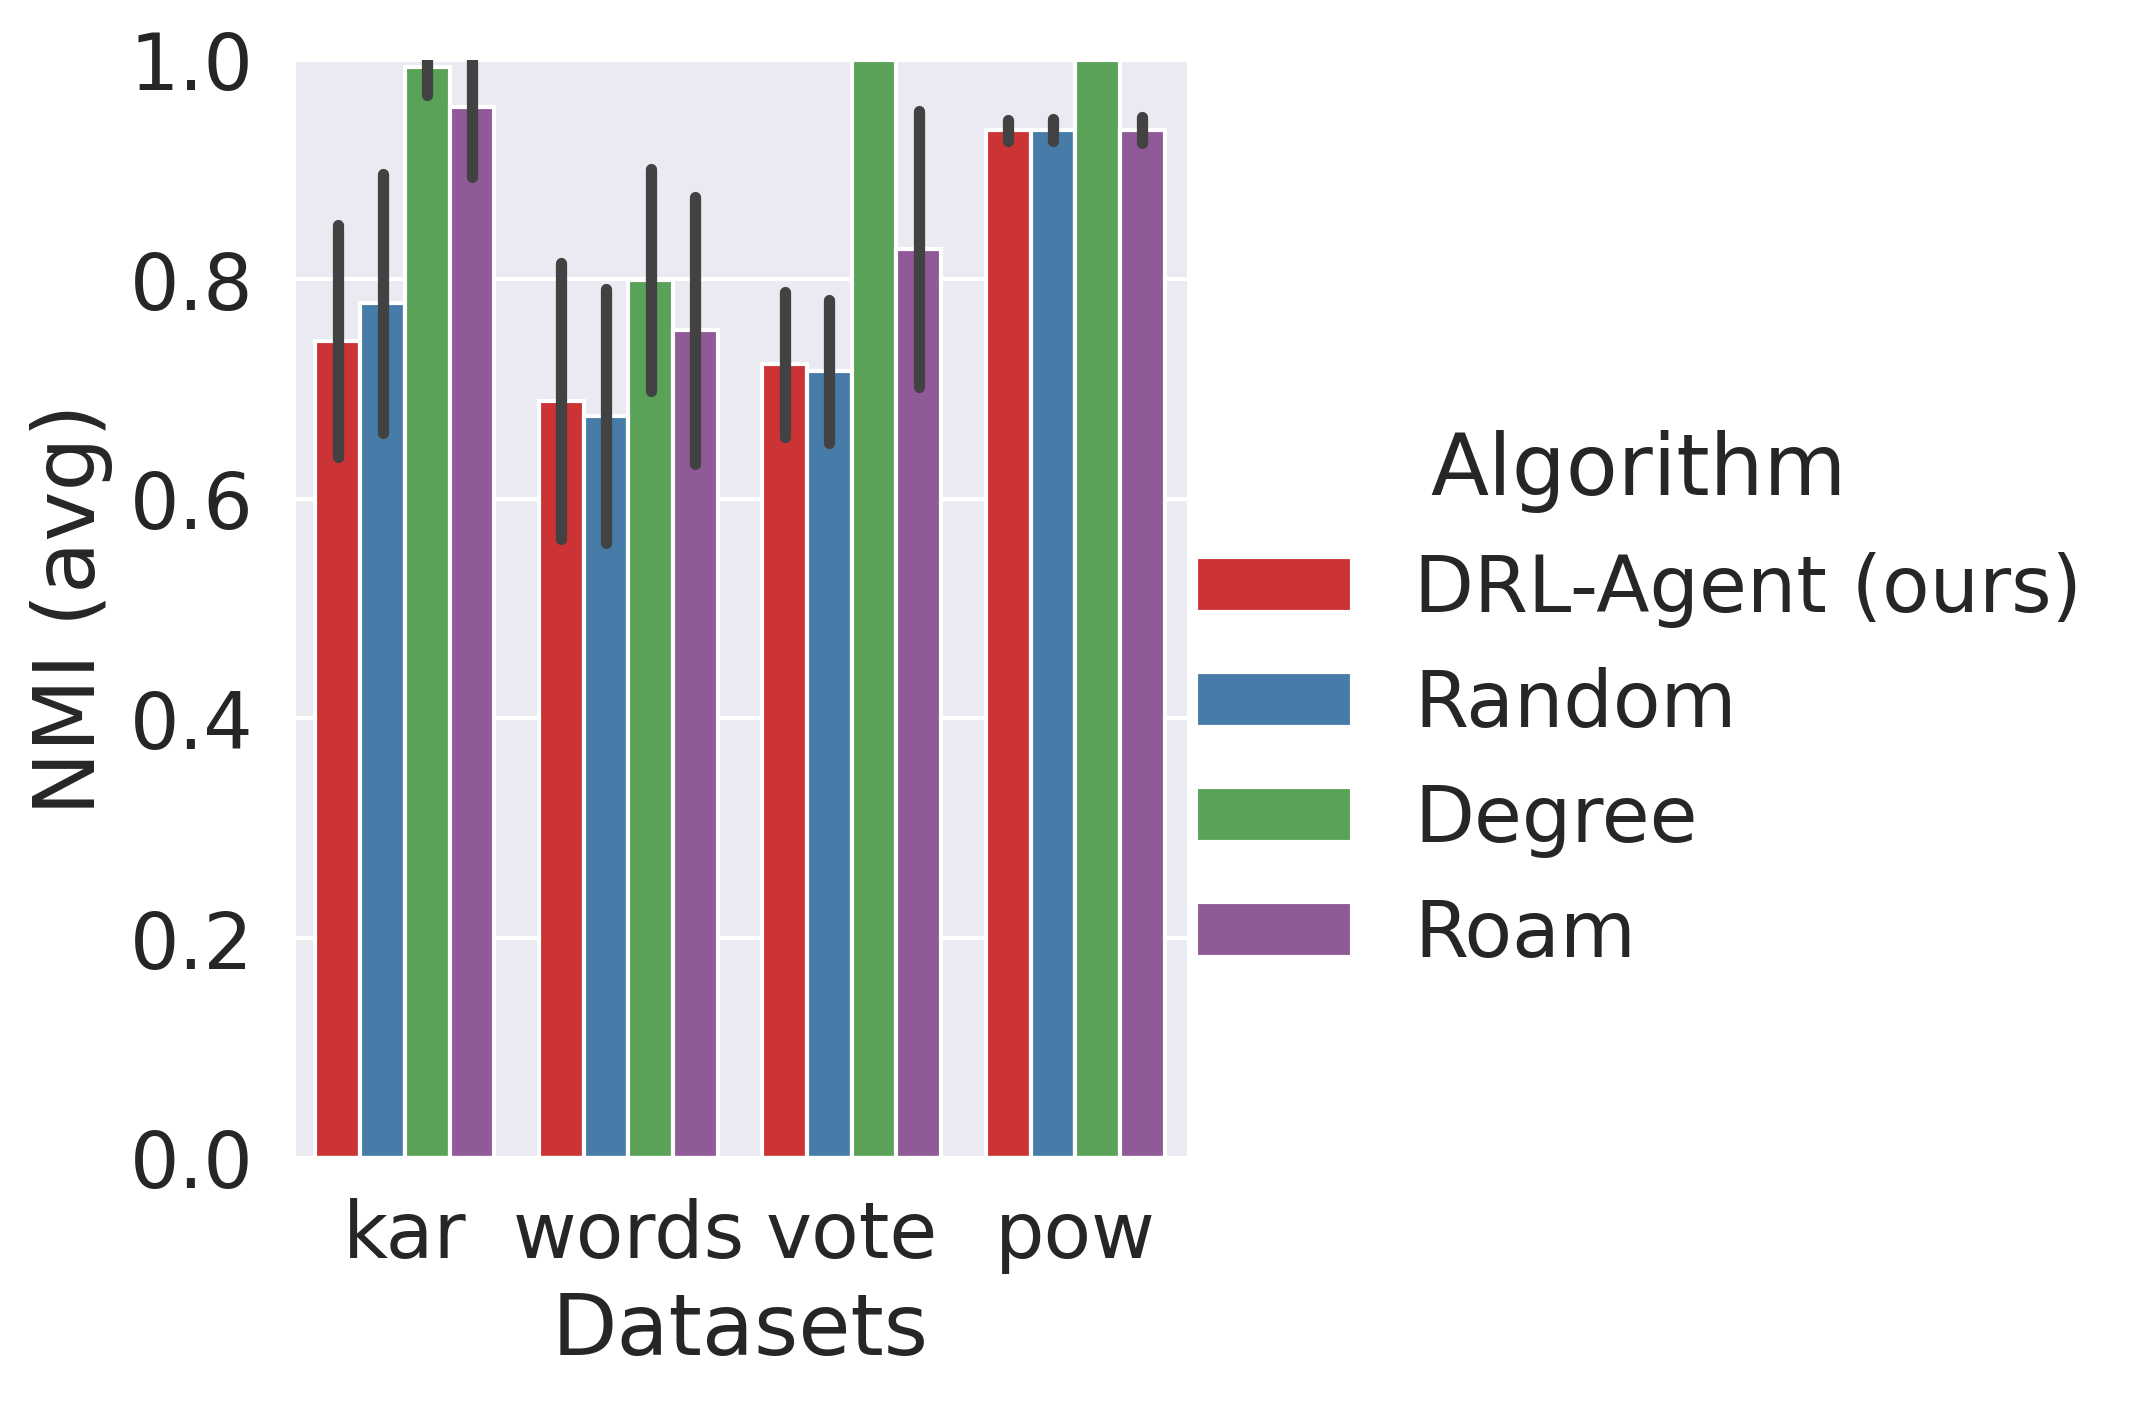 NMI (avg)
1.0
0.8
0.6
0.4
0.2
0.0
kar words vote pow
Datasets
Algorithm
DRL-Agent (ours)
Random
Degree
Roam